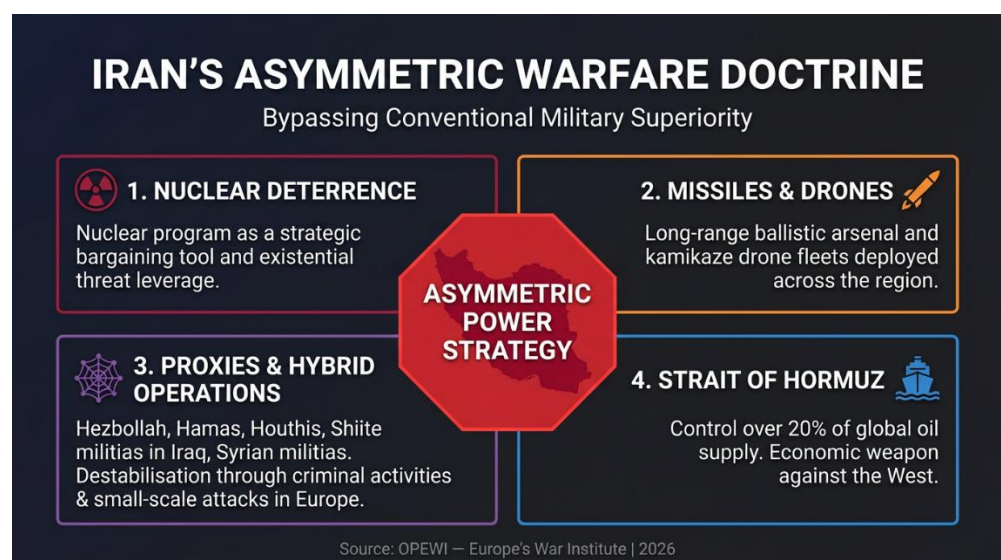 IRAN'S ASYMMETRIC WARFARE DOCTRINE
Bypassing Conventional Military Superiority
1. NUCLEAR DETERRENCE
Nuclear program as a strategic
bargaining tool and existential
threat leverage.
2. MISSILES & DRONES
Long-range ballistic arsenal and
kamikaze drone fleets deployed
across the region.
ASYMMETRIC
POWER
STRATEGY
3. PROXIES & HYBRID
OPERATIONS
Hezbollah, Hamas, Houthis, Shiite
militias in Iraq, Syrian militias.
Destabilisation through criminal activities
& small-scale attacks in Europe.
4. STRAIT OF HORMUZ
Control over 20% of global oil
supply. Economic weapon
against the West.
Source: OPEWI — Europe's War Institute | 2026